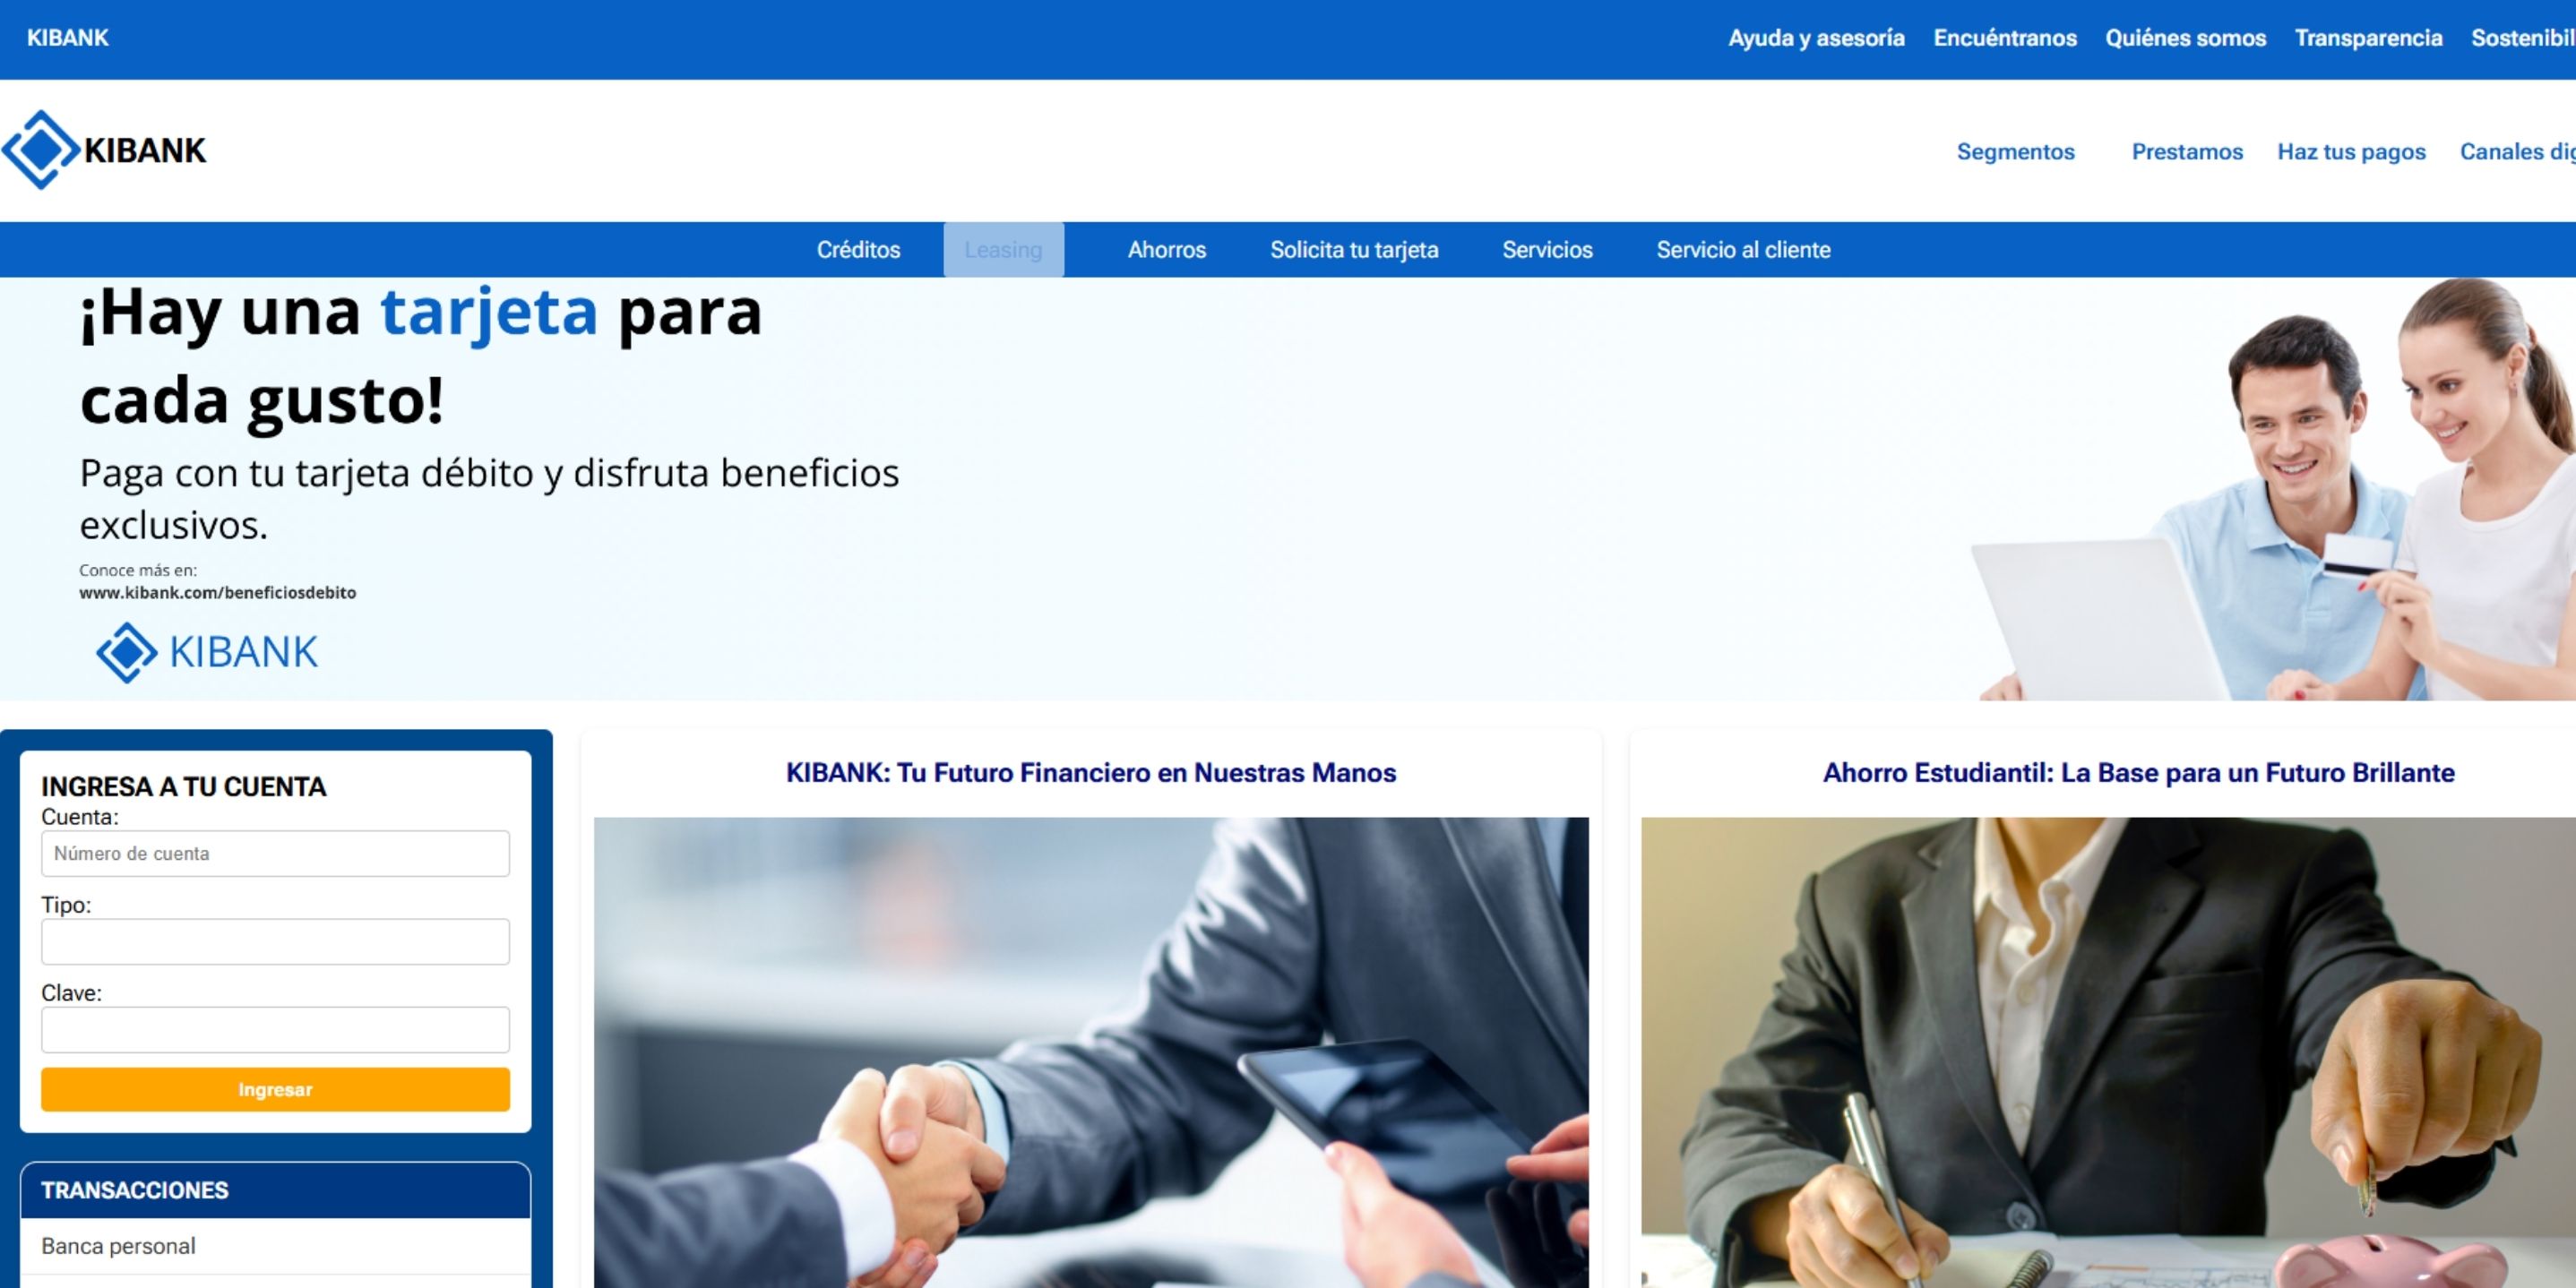 KIBANK
Ayuda y asesoría Encuéntranos Quiénes somos Transparencia
KIBANK
Segmentos Prestamos Haz tus pagos Canales
Créditos Leasing Ahorros Solicita tu tarjeta Servicios Servicio al cliente
¡Hay una tarjeta para
cada gusto!
Paga con tu tarjeta débito y disfruta beneficios
exclusivos.
Conoce más en:
www.kibank.com/beneficiosdebito
KIBANK
INGRESA A TU CUENTA
Cuenta:
Número de cuenta
Tipo:
Clave:
Ingresar
TRANSACCIONES
Banca personal
KIBANK: Tu Futuro Financiero en Nuestras Manos
Ahorro Estudiantil: La Base para un Futuro Brillante